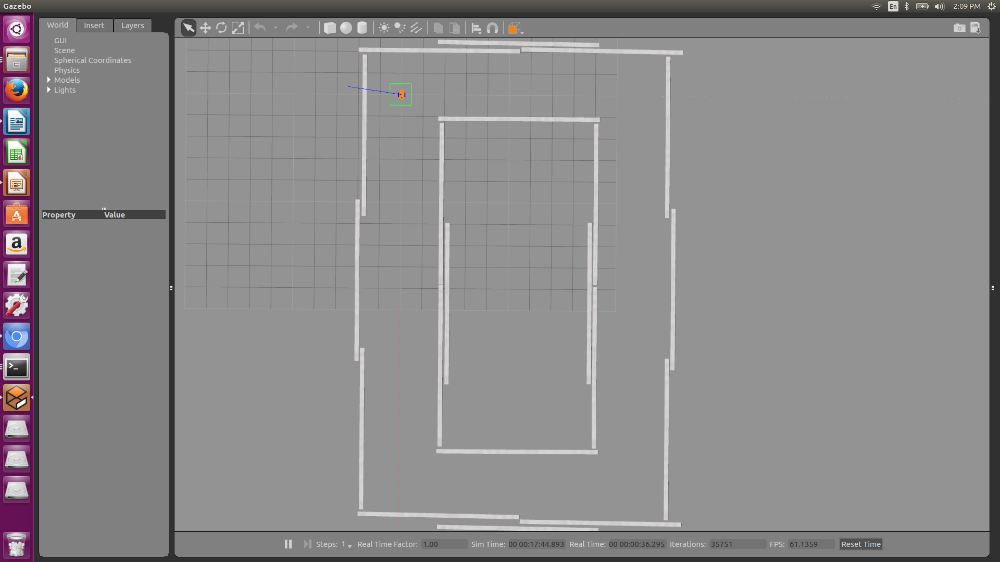 Gazebo
En
2:09 PM
World Insert Layers
GUI
Scene
Spherical Coordinates
Physics
Models
Lights
Property Value
LOG
a
>_
Steps: 1 Real Time Factor: 1.00 Sim Time: 00 00:17:44.893 Real Time: 00 00:00:36.295 Iterations: 35751 FPS: 61.1359 Reset Time